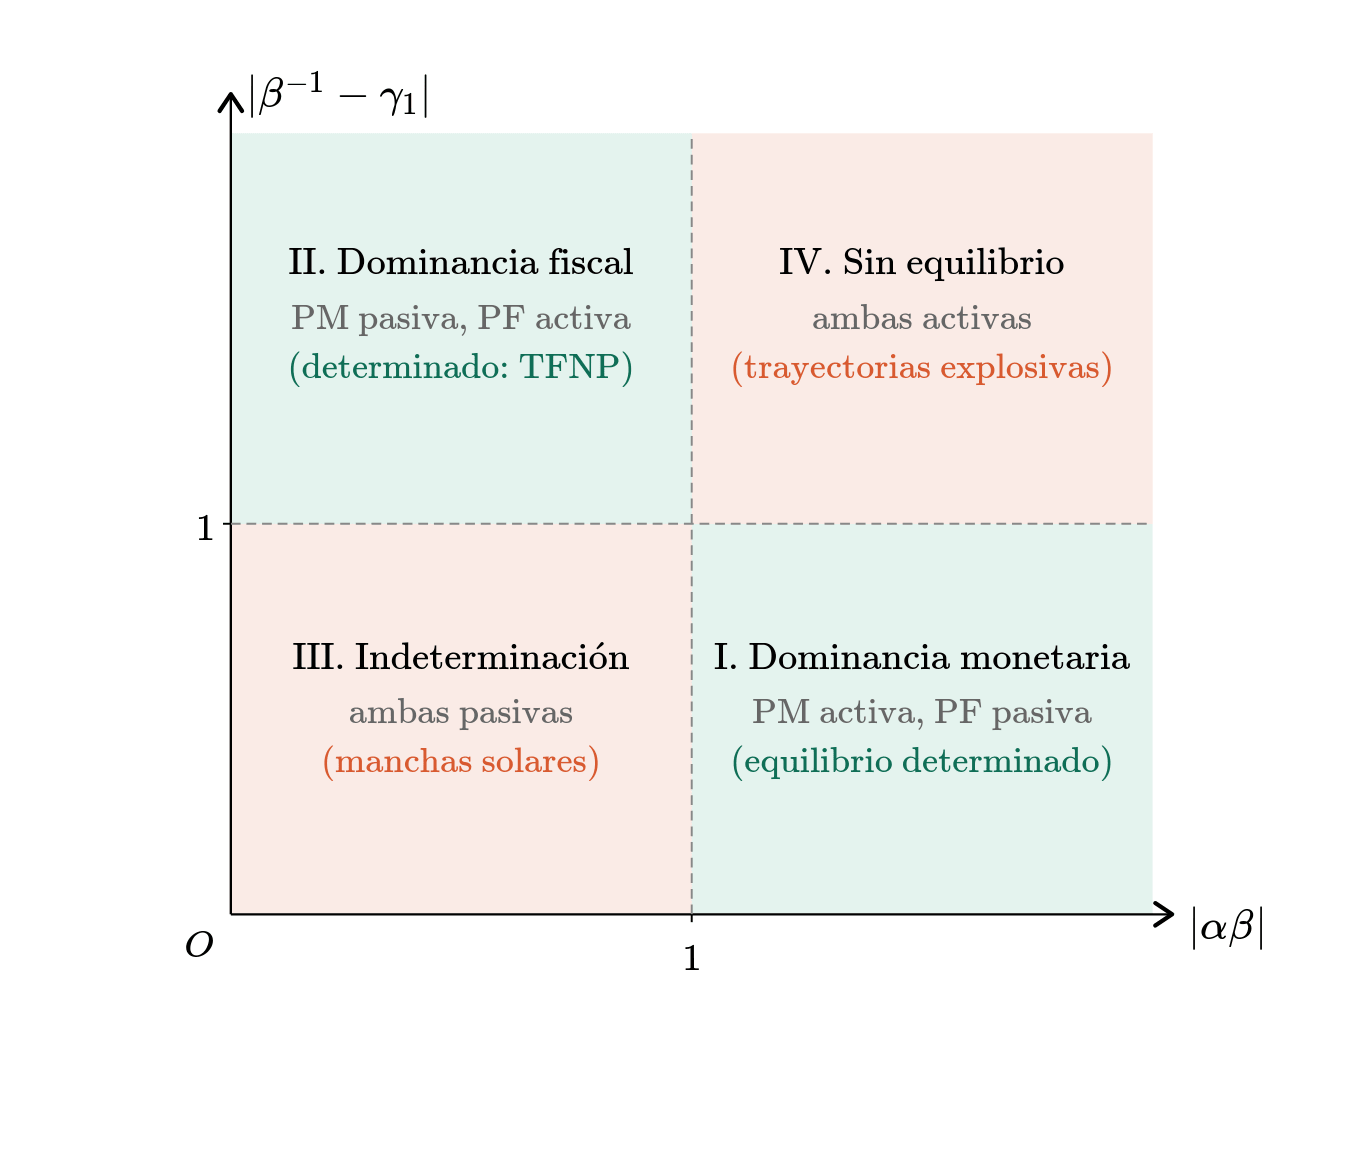 |β⁻¹ − γ₁|
II. Dominancia fiscal
PM pasiva, PF activa
(determinado: TFNP)
IV. Sin equilibrio
ambas activas
(trayectorias explosivas)
1
III. Indeterminación
ambas pasivas
(manchas solares)
I. Dominancia monetaria
PM activa, PF pasiva
(equilibrio determinado)
O
1
|αβ|